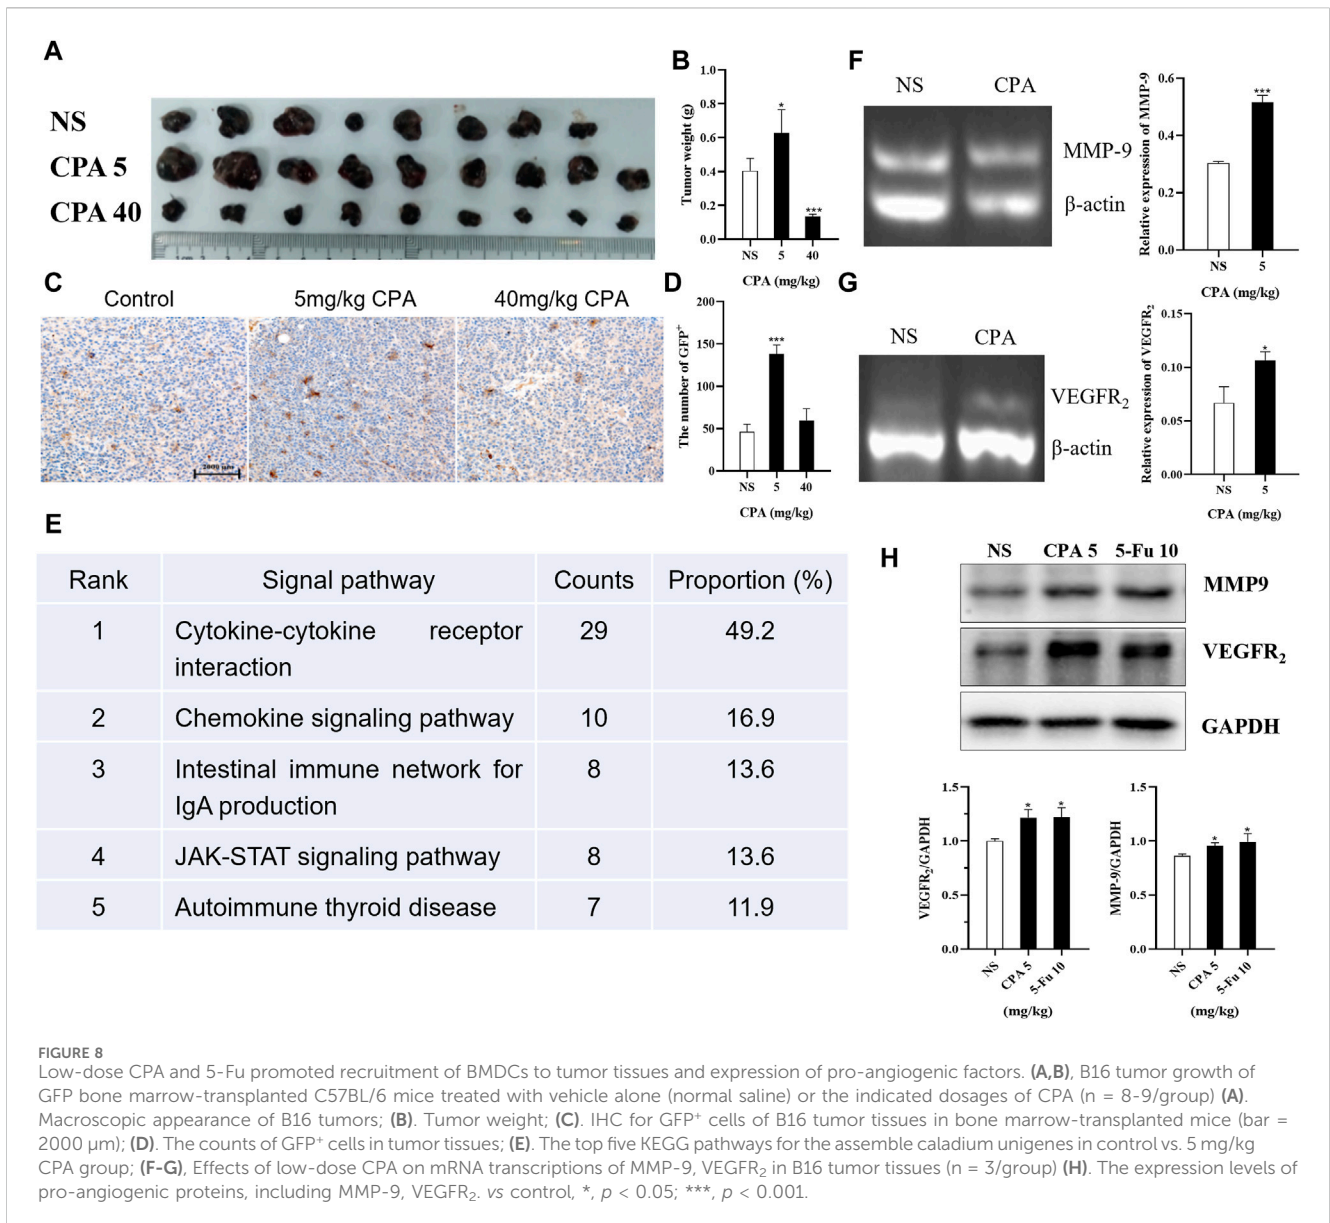 A
NS
CPA 5
CPA 40
B
Tumor weight (g)
1.0
0.8
0.6
0.4
0.2
0.0
*
***
NS 5 40
CPA (mg/kg)
F
NS CPA
MMP-9
β-actin
Relative expression of MMP-9
0.6
0.4
0.2
0.0
***
NS 5
CPA (mg/kg)
C
Control 5mg/kg CPA 40mg/kg CPA
2000 μm
D
The number of GFP+
200
150
100
50
0
***
NS 5 40
CPA (mg/kg)
G
NS CPA
VEGFR2
β-actin
Relative expression of VEGFR2
0.15
0.10
0.05
0.00
*
NS 5
CPA (mg/kg)
E
Rank Signal pathway Counts Proportion (%)
1 Cytokine-cytokine receptor 29 49.2
interaction
2 Chemokine signaling pathway 10 16.9
3 Intestinal immune network for 8 13.6
IgA production
4 JAK-STAT signaling pathway 8 13.6
5 Autoimmune thyroid disease 7 11.9
H
NS CPA 5 5-Fu 10
MMP9
VEGFR2
GAPDH
VEGFR2/GAPDH
1.5
1.0
0.5
0.0
* *
NS CPA 5 5-Fu 10
(mg/kg)
MMP-9/GAPDH
1.5
1.0
0.5
0.0
* *
NS CPA 5 5-Fu 10
(mg/kg)
FIGURE 8
Low-dose CPA and 5-Fu promoted recruitment of BMDCs to tumor tissues and expression of pro-angiogenic factors. (A,B), B16 tumor growth of
GFP bone marrow-transplanted C57BL/6 mice treated with vehicle alone (normal saline) or the indicated dosages of CPA (n = 8-9/group) (A).
Macroscopic appearance of B16 tumors; (B). Tumor weight; (C). IHC for GFP+ cells of B16 tumor tissues in bone marrow-transplanted mice (bar =
2000 μm); (D). The counts of GFP+ cells in tumor tissues; (E). The top five KEGG pathways for the assemble caladium unigenes in control vs. 5 mg/kg
CPA group; (F-G), Effects of low-dose CPA on mRNA transcriptions of MMP-9, VEGFR2 in B16 tumor tissues (n = 3/group) (H). The expression levels of
pro-angiogenic proteins, including MMP-9, VEGFR2. vs control, *, p < 0.05; ***, p < 0.001.